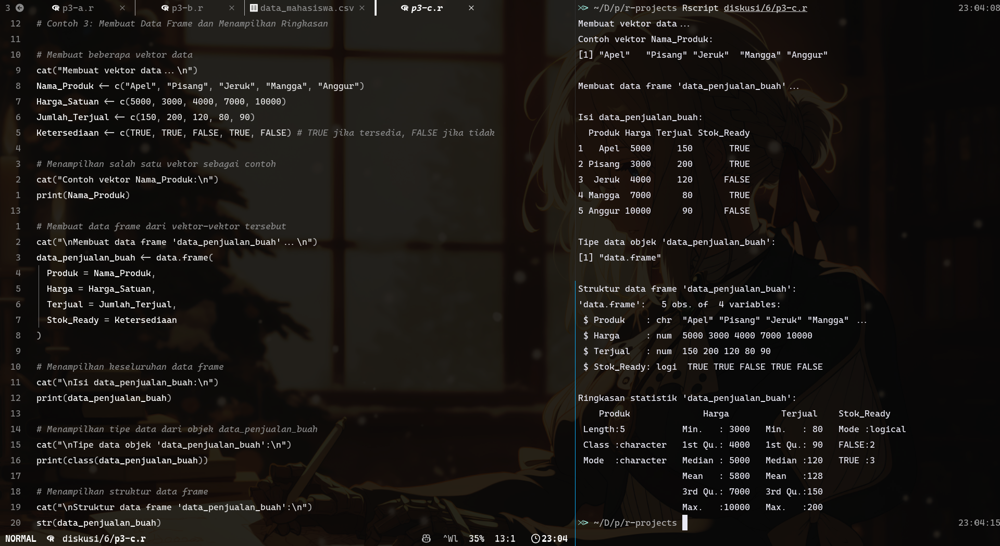 3 p3-a.r × p3-b.r × data_mahasiswa.csv × p3-c.r ×
12 # Contoh 3: Membuat Data Frame dan Menampilkan Ringkasan
11
10 # Membuat beberapa vektor data
9 cat("Membuat vektor data...\n")
8 Nama_Produk <- c("Apel", "Pisang", "Jeruk", "Mangga", "Anggur")
7 Harga_Satuan <- c(5000, 3000, 4000, 7000, 10000)
6 Jumlah_Terjual <- c(150, 200, 120, 80, 90)
5 Ketersediaan <- c(TRUE, TRUE, FALSE, TRUE, FALSE) # TRUE jika tersedia, FALSE jika tidak
4
3 # Menampilkan salah satu vektor sebagai contoh
2 cat("Contoh vektor Nama_Produk:\n")
1 print(Nama_Produk)
13
1 # Membuat data frame dari vektor-vektor tersebut
2 cat("\nMembuat data frame 'data_penjualan_buah'...\n")
3 data_penjualan_buah <- data.frame(
4 Produk = Nama_Produk,
5 Harga = Harga_Satuan,
6 Terjual = Jumlah_Terjual,
7 Stok_Ready = Ketersediaan
8 )
9
10 # Menampilkan keseluruhan data frame
11 cat("\nIsi data_penjualan_buah:\n")
12 print(data_penjualan_buah)
13
14 # Menampilkan tipe data dari objek data_penjualan_buah
15 cat("\nTipe data objek 'data_penjualan_buah':\n")
16 print(class(data_penjualan_buah))
17
18 # Menampilkan struktur data frame
19 cat("\nStruktur data frame 'data_penjualan_buah':\n")
20 str(data_penjualan_buah)
NORMAL diskusi/6/p3-c.r ^Wl 35% 13:1 23:04
~/D/p/r-projects Rscript diskusi/6/p3-c.r 23:04:08
Membuat vektor data...
Contoh vektor Nama_Produk:
[1] "Apel"   "Pisang" "Jeruk"  "Mangga" "Anggur"
Membuat data frame 'data_penjualan_buah'...
Isi data_penjualan_buah:
  Produk Harga Terjual Stok_Ready
1   Apel  5000     150       TRUE
2 Pisang  3000     200       TRUE
3  Jeruk  4000     120      FALSE
4 Mangga  7000      80       TRUE
5 Anggur 10000      90      FALSE
Tipe data objek 'data_penjualan_buah':
[1] "data.frame"
Struktur data frame 'data_penjualan_buah':
'data.frame':   5 obs. of  4 variables:
 $ Produk    : chr  "Apel" "Pisang" "Jeruk" "Mangga" ...
 $ Harga     : num  5000 3000 4000 7000 10000
 $ Terjual   : num  150 200 120 80 90
 $ Stok_Ready: logi  TRUE TRUE FALSE TRUE FALSE
Ringkasan statistik 'data_penjualan_buah':
    Produk              Harga          Terjual    Stok_Ready
 Length:5           Min.   : 3000   Min.   : 80   Mode :logical
 Class :character   1st Qu.: 4000   1st Qu.: 90   FALSE:2
 Mode  :character   Median : 5000   Median :120   TRUE :3
                    Mean   : 5800   Mean   :128
                    3rd Qu.: 7000   3rd Qu.:150
                    Max.   :10000   Max.   :200
~/D/p/r-projects 23:04:15